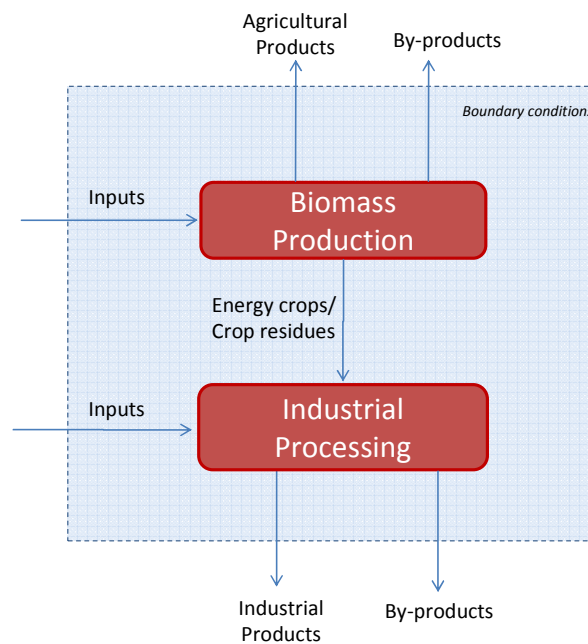 Agricultural
Products
By-products
Boundary condition
Inputs
Biomass
Production
Energy crops/
Crop residues
Inputs
Industrial
Processing
Industrial
Products
By-products